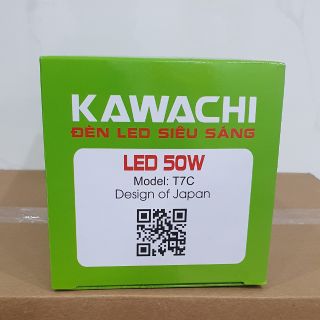 KAWACHI
ĐÈN LED SIÊU SÁNG
LED 50W
Model: T7C
Design of Japan